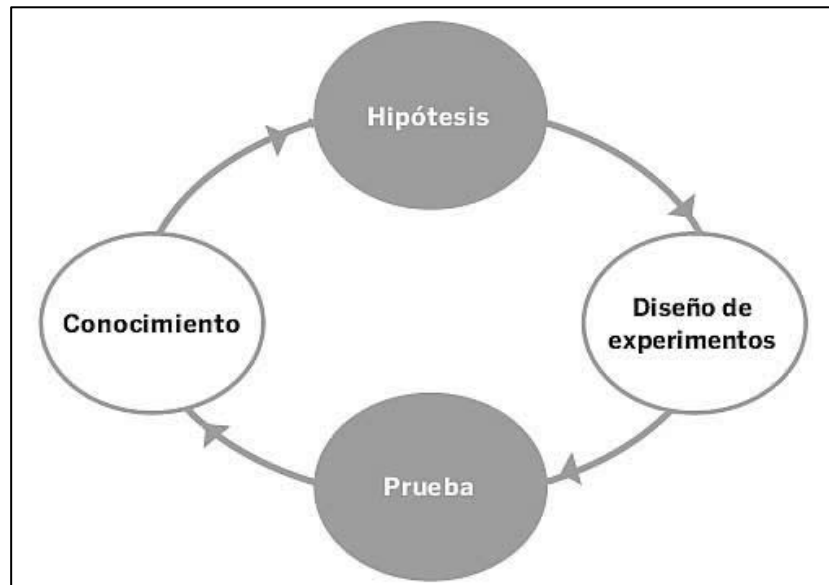 Hipótesis
Conocimiento
Diseño de
experimentos
Prueba